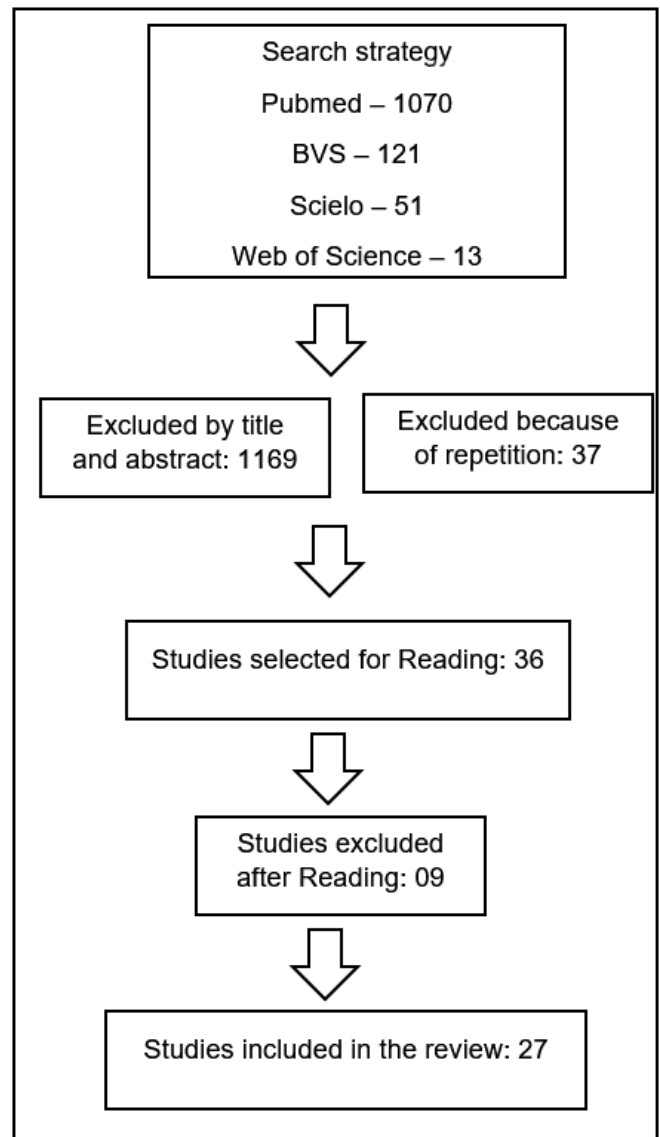 Search strategy
Pubmed – 1070
BVS – 121
Scielo – 51
Web of Science – 13
Excluded by title
and abstract: 1169
Excluded because
of repetition: 37
Studies selected for Reading: 36
Studies excluded
after Reading: 09
Studies included in the review: 27